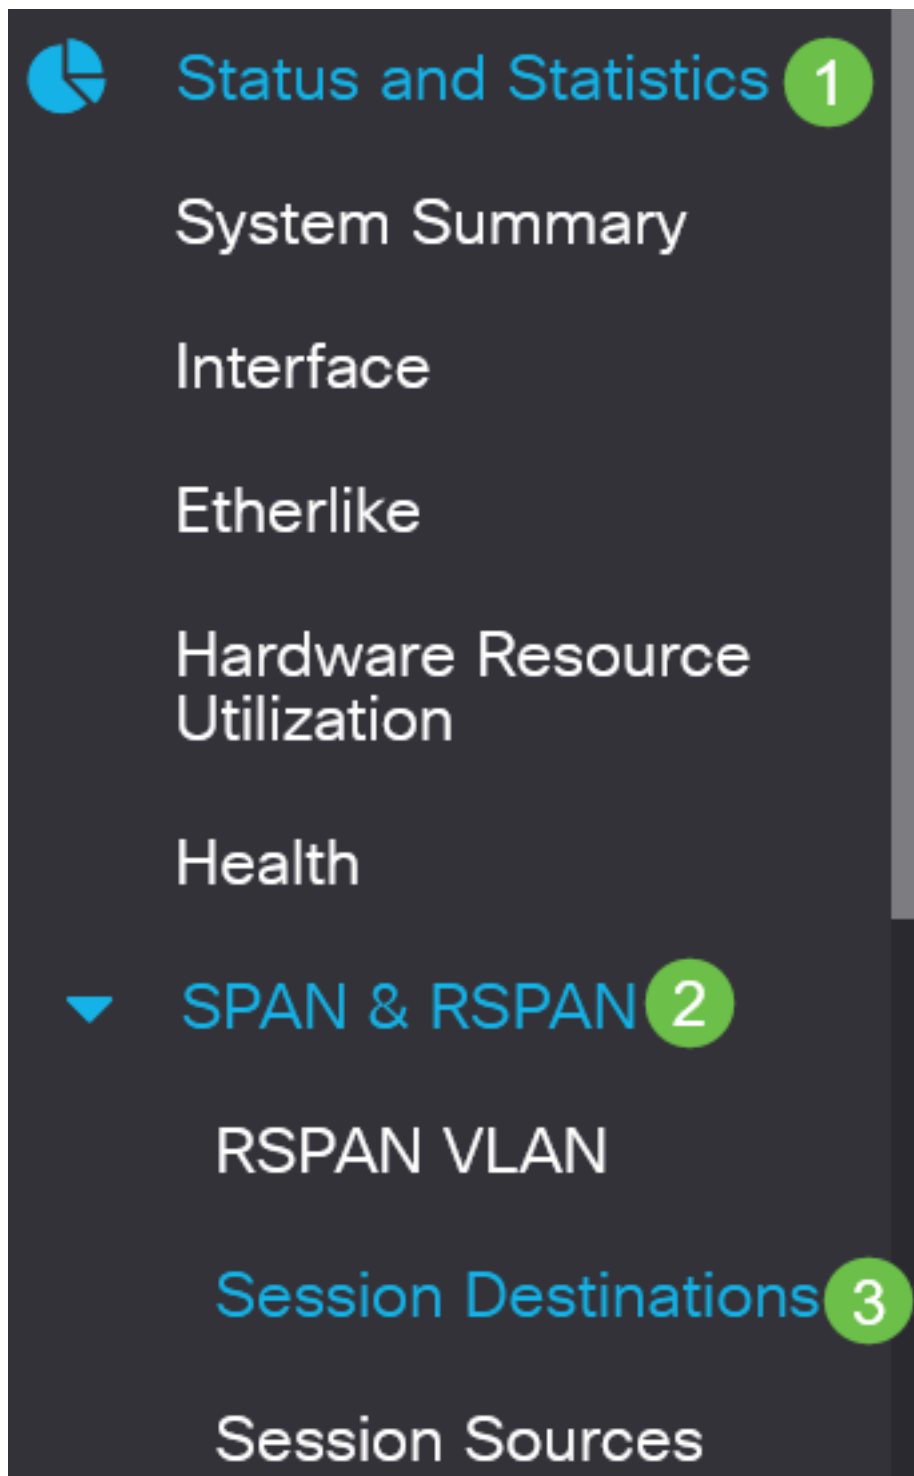 Status and Statistics 1
System Summary
Interface
Etherlike
Hardware Resource
Utilization
Health
SPAN & RSPAN 2
RSPAN VLAN
Session Destinations 3
Session Sources